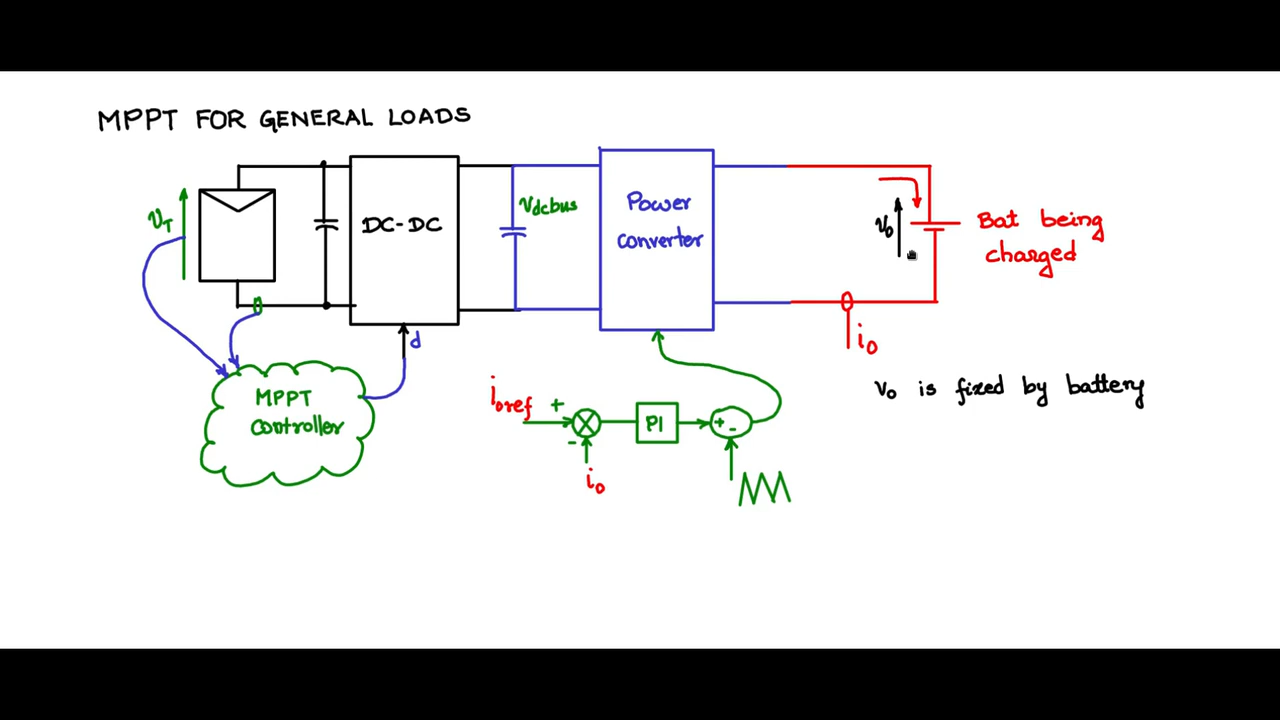 MPPT FOR GENERAL LOADS
vT
DC-DC
Vdcbus
Power
converter
vo
Bat being
charged
d
io
MPPT
controller
ioref
+
-
PI
+ -
io
vo is fixed by battery